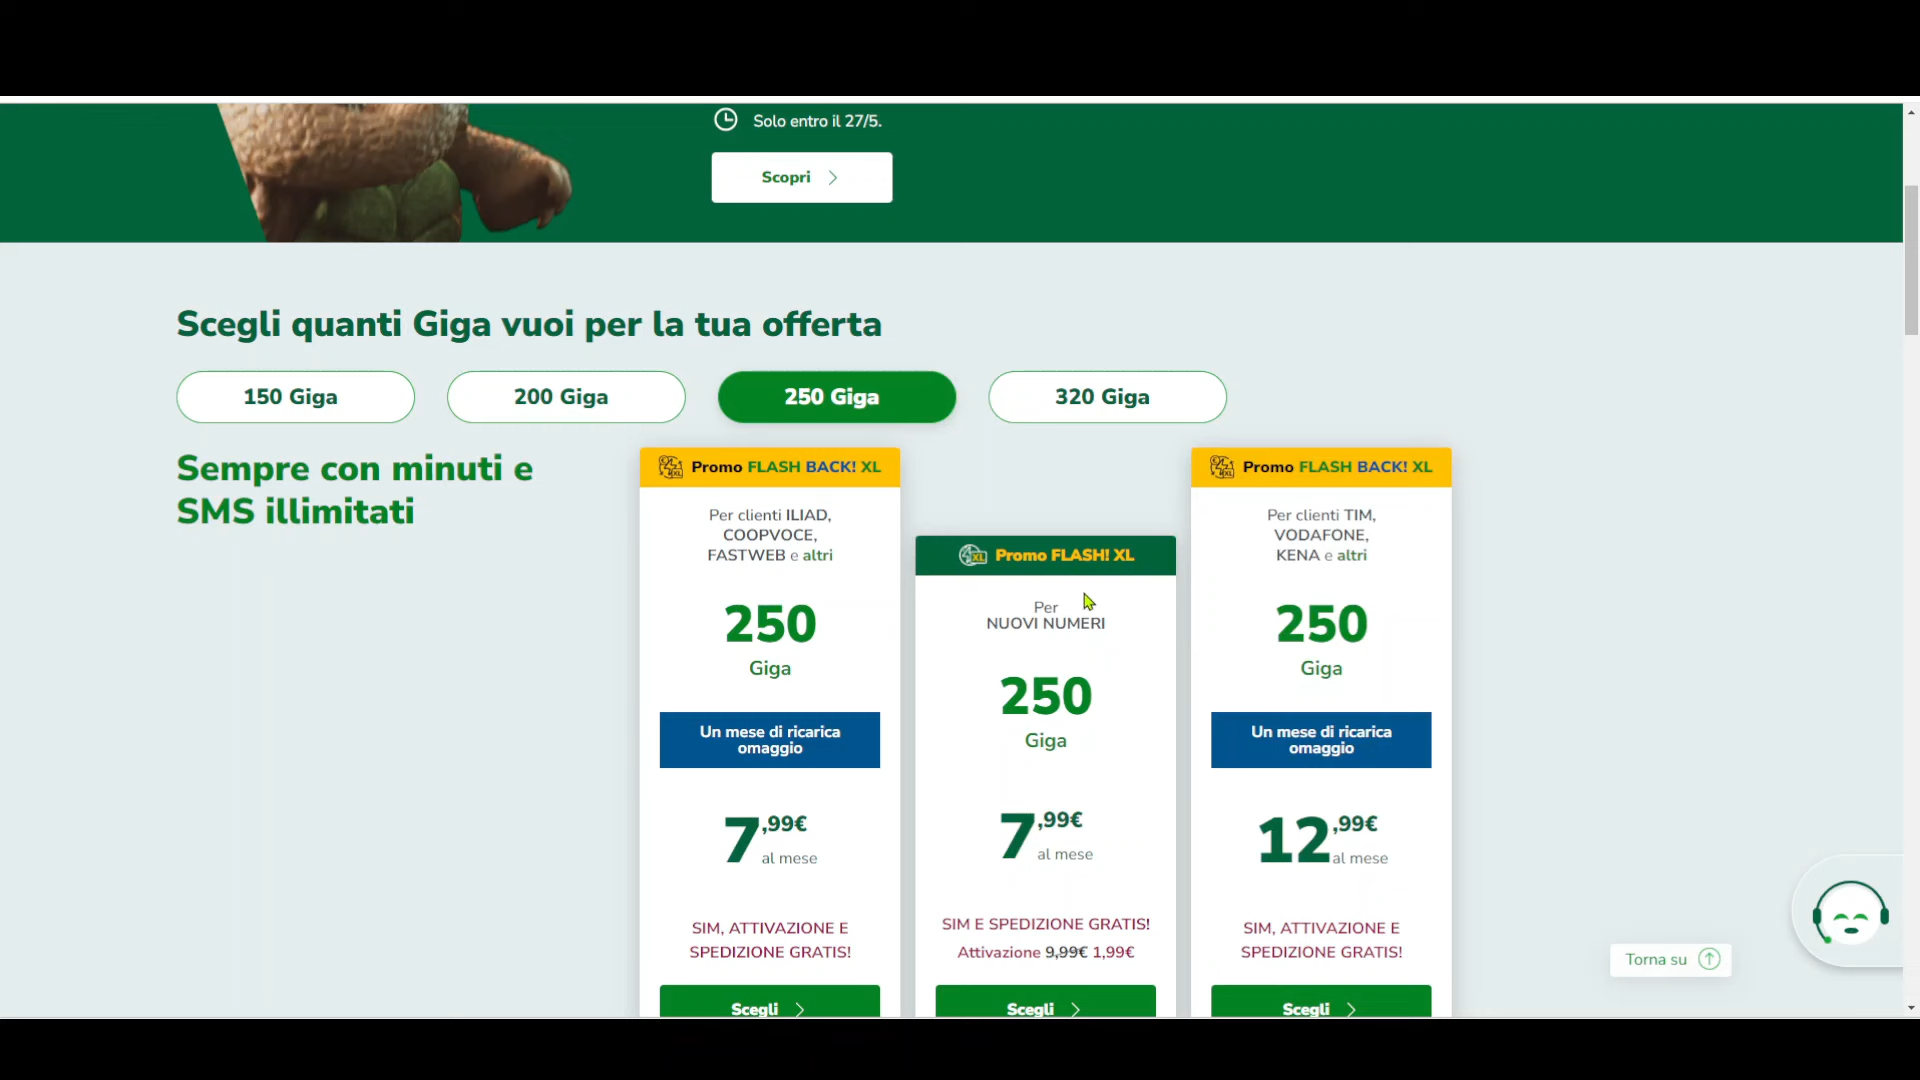 Solo entro il 27/5.
Scopri
Scegli quanti Giga vuoi per la tua offerta
150 Giga
200 Giga
250 Giga
320 Giga
Sempre con minuti e
SMS illimitati
Promo FLASH BACK! XL
Per clienti ILIAD,
COOPVOCE,
FASTWEB e altri
250
Giga
Un mese di ricarica
omaggio
7,99€
al mese
SIM, ATTIVAZIONE E
SPEDIZIONE GRATIS!
Scegli
Promo FLASH! XL
Per
NUOVI NUMERI
250
Giga
7,99€
al mese
SIM E SPEDIZIONE GRATIS!
Attivazione 9,99€ 1,99€
Scegli
Promo FLASH BACK! XL
Per clienti TIM,
VODAFONE,
KENA e altri
250
Giga
Un mese di ricarica
omaggio
12,99€
al mese
SIM, ATTIVAZIONE E
SPEDIZIONE GRATIS!
Scegli
Torna su